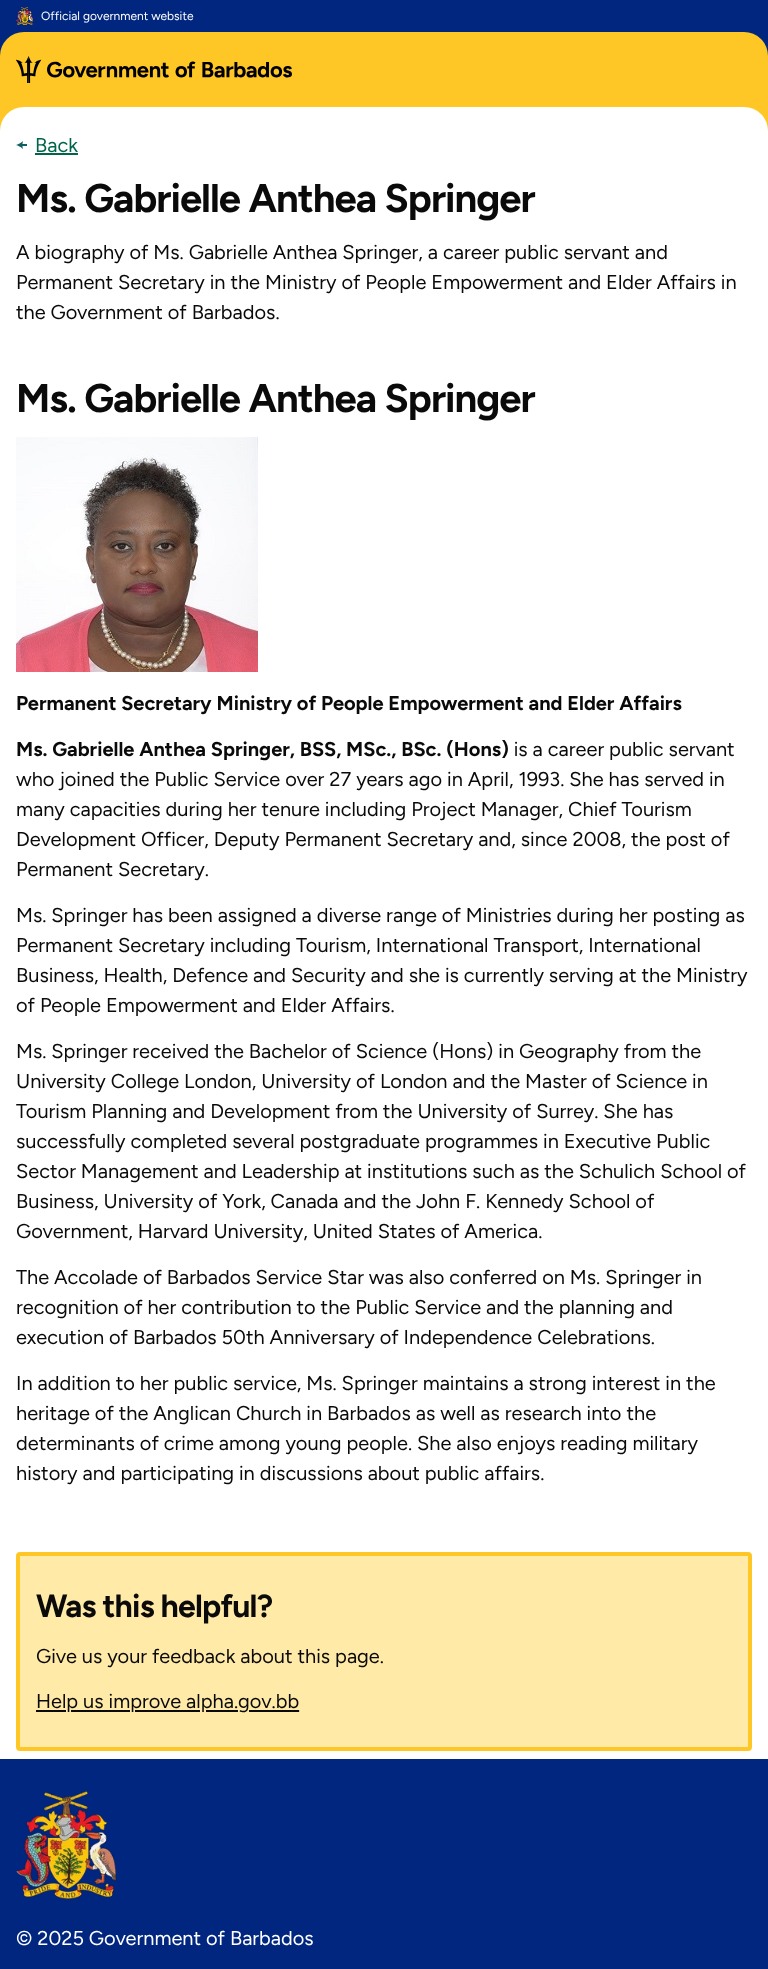 Official government website
Government of Barbados
Back
Ms. Gabrielle Anthea Springer
A biography of Ms. Gabrielle Anthea Springer, a career public servant and
Permanent Secretary in the Ministry of People Empowerment and Elder Affairs in
the Government of Barbados.
Ms. Gabrielle Anthea Springer
Permanent Secretary Ministry of People Empowerment and Elder Affairs
Ms. Gabrielle Anthea Springer, BSS, MSc., BSc. (Hons) is a career public servant
who joined the Public Service over 27 years ago in April, 1993. She has served in
many capacities during her tenure including Project Manager, Chief Tourism
Development Officer, Deputy Permanent Secretary and, since 2008, the post of
Permanent Secretary.
Ms. Springer has been assigned a diverse range of Ministries during her posting as
Permanent Secretary including Tourism, International Transport, International
Business, Health, Defence and Security and she is currently serving at the Ministry
of People Empowerment and Elder Affairs.
Ms. Springer received the Bachelor of Science (Hons) in Geography from the
University College London, University of London and the Master of Science in
Tourism Planning and Development from the University of Surrey. She has
successfully completed several postgraduate programmes in Executive Public
Sector Management and Leadership at institutions such as the Schulich School of
Business, University of York, Canada and the John F. Kennedy School of
Government, Harvard University, United States of America.
The Accolade of Barbados Service Star was also conferred on Ms. Springer in
recognition of her contribution to the Public Service and the planning and
execution of Barbados 50th Anniversary of Independence Celebrations.
In addition to her public service, Ms. Springer maintains a strong interest in the
heritage of the Anglican Church in Barbados as well as research into the
determinants of crime among young people. She also enjoys reading military
history and participating in discussions about public affairs.
Was this helpful?
Give us your feedback about this page.
Help us improve alpha.gov.bb
PRIDE AND INDUSTRY
© 2025 Government of Barbados